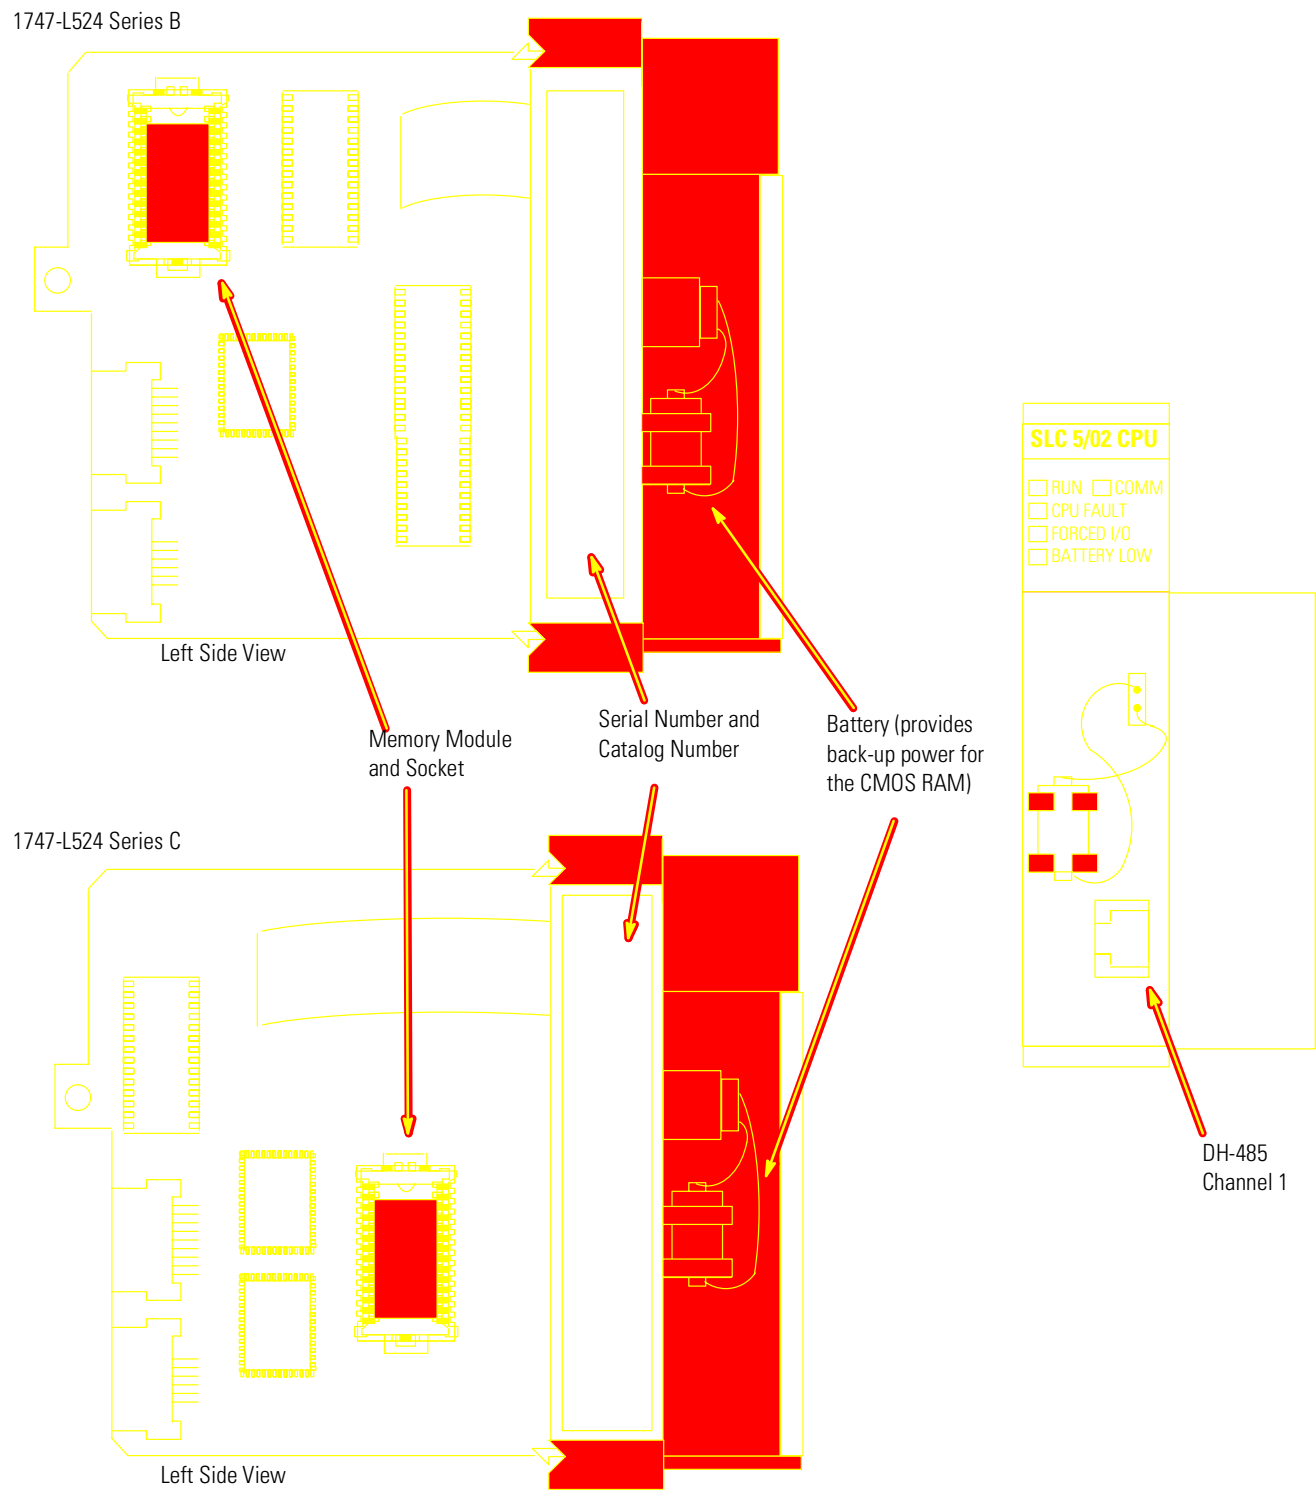 1747-L524 Series B
SLC 5/02 CPU
RUN COMM
CPU FAULT
FORCED I/O
BATTERY LOW
Left Side View
Memory Module
and Socket
Serial Number and
Catalog Number
Battery (provides
back-up power for
the CMOS RAM)
1747-L524 Series C
DH-485
Channel 1
Left Side View